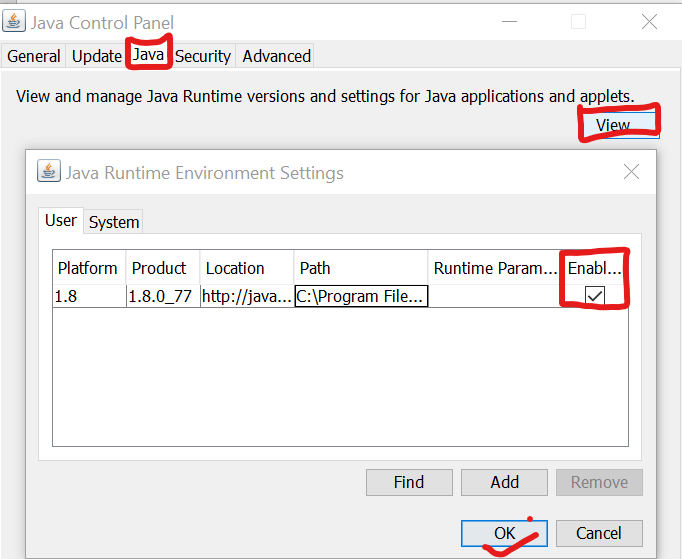 Java Control Panel
General Update Java Security Advanced
View and manage Java Runtime versions and settings for Java applications and applets.
View...
Java Runtime Environment Settings
User System
Platform Product Location Path Runtime Param... Enabl...
1.8 1.8.0_77 http://java... C:\Program File...
Find Add Remove
OK Cancel